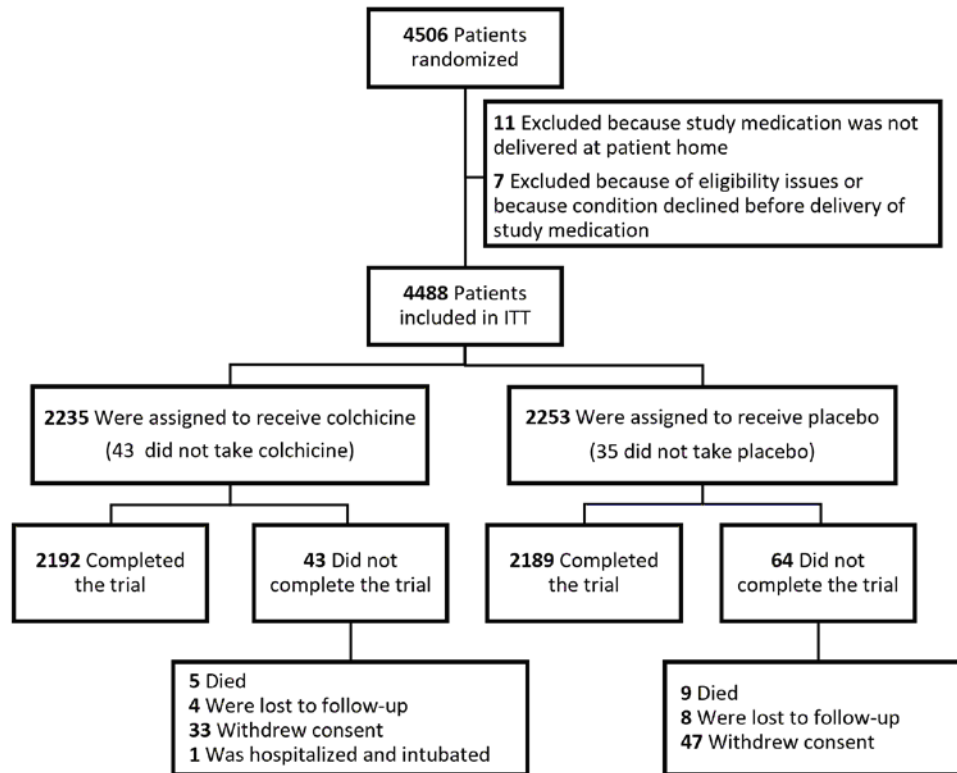 4506 Patients
randomized
11 Excluded because study medication was not
delivered at patient home
7 Excluded because of eligibility issues or
because condition declined before delivery of
study medication
4488 Patients
included in ITT
2235 Were assigned to receive colchicine
(43 did not take colchicine)
2253 Were assigned to receive placebo
(35 did not take placebo)
2192 Completed
the trial
43 Did not
complete the trial
2189 Completed
the trial
64 Did not
complete the trial
5 Died
4 Were lost to follow-up
33 Withdrew consent
1 Was hospitalized and intubated
9 Died
8 Were lost to follow-up
47 Withdrew consent